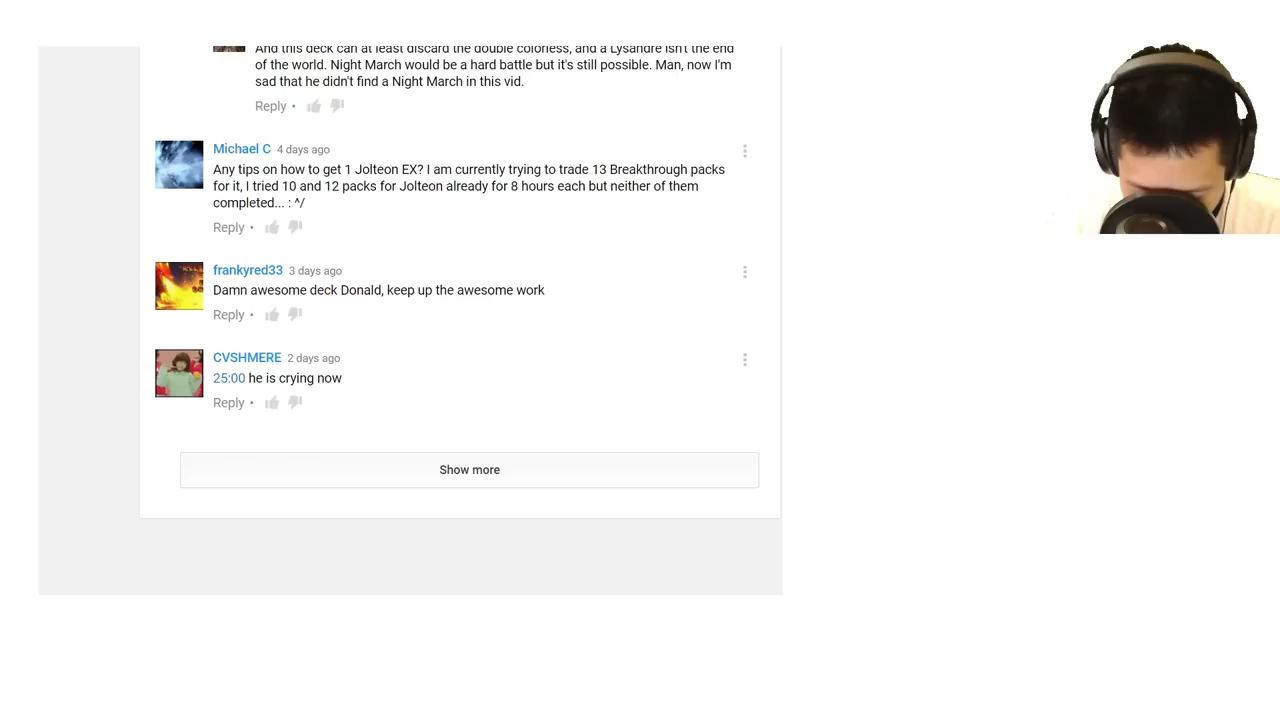 And this deck can at least discard the double colorless, and a Lysandre isn't the end
of the world. Night March would be a hard battle but it's still possible. Man, now I'm
sad that he didn't find a Night March in this vid.
Reply •
Michael C 4 days ago
Any tips on how to get 1 Jolteon EX? I am currently trying to trade 13 Breakthrough packs
for it, I tried 10 and 12 packs for Jolteon already for 8 hours each but neither of them
completed... : ^/
Reply •
frankyred33 3 days ago
Damn awesome deck Donald, keep up the awesome work
Reply •
CVSHMERE 2 days ago
25:00 he is crying now
Reply •
Show more